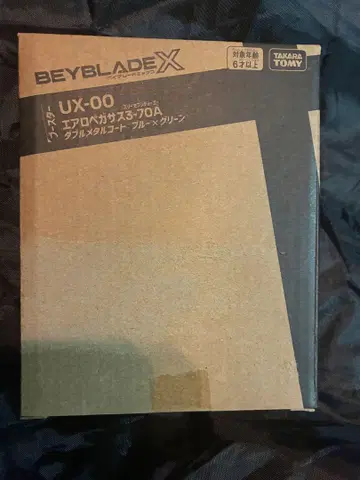 BEYBLADE X
ベイブレードエックス
対象年齢
6才以上
TAKARA
TOMY
ブースター
UX-00
エアロペガサス3-70A
ダブルメタルコート ブルー×グリーン